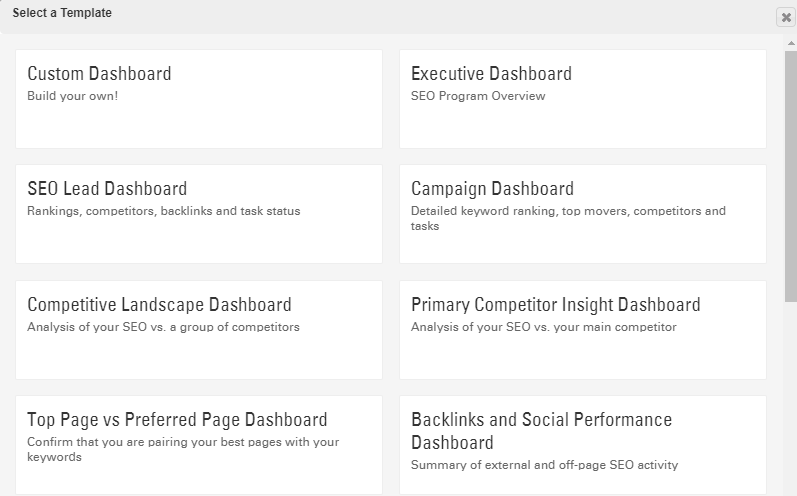 Select a Template
Custom Dashboard
Build your own!
Executive Dashboard
SEO Program Overview
SEO Lead Dashboard
Rankings, competitors, backlinks and task status
Campaign Dashboard
Detailed keyword ranking, top movers, competitors and
tasks
Competitive Landscape Dashboard
Analysis of your SEO vs. a group of competitors
Primary Competitor Insight Dashboard
Analysis of your SEO vs. your main competitor
Top Page vs Preferred Page Dashboard
Confirm that you are pairing your best pages with your
keywords
Backlinks and Social Performance
Dashboard
Summary of external and off-page SEO activity